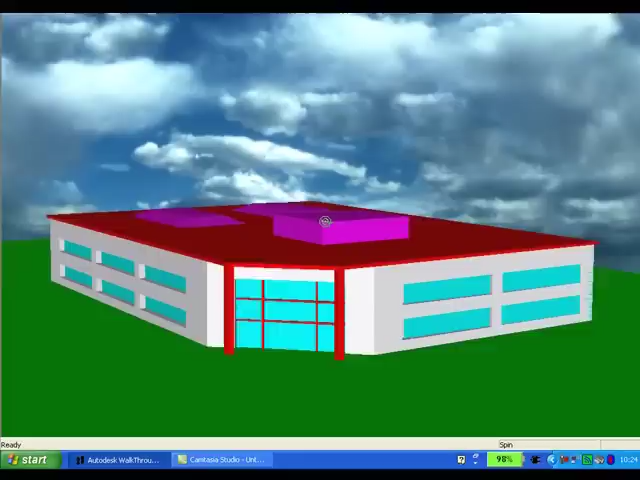 Ready
Spin
start
Autodesk WalkThrou...
Camtasia Studio - Unt...
98%
10:24